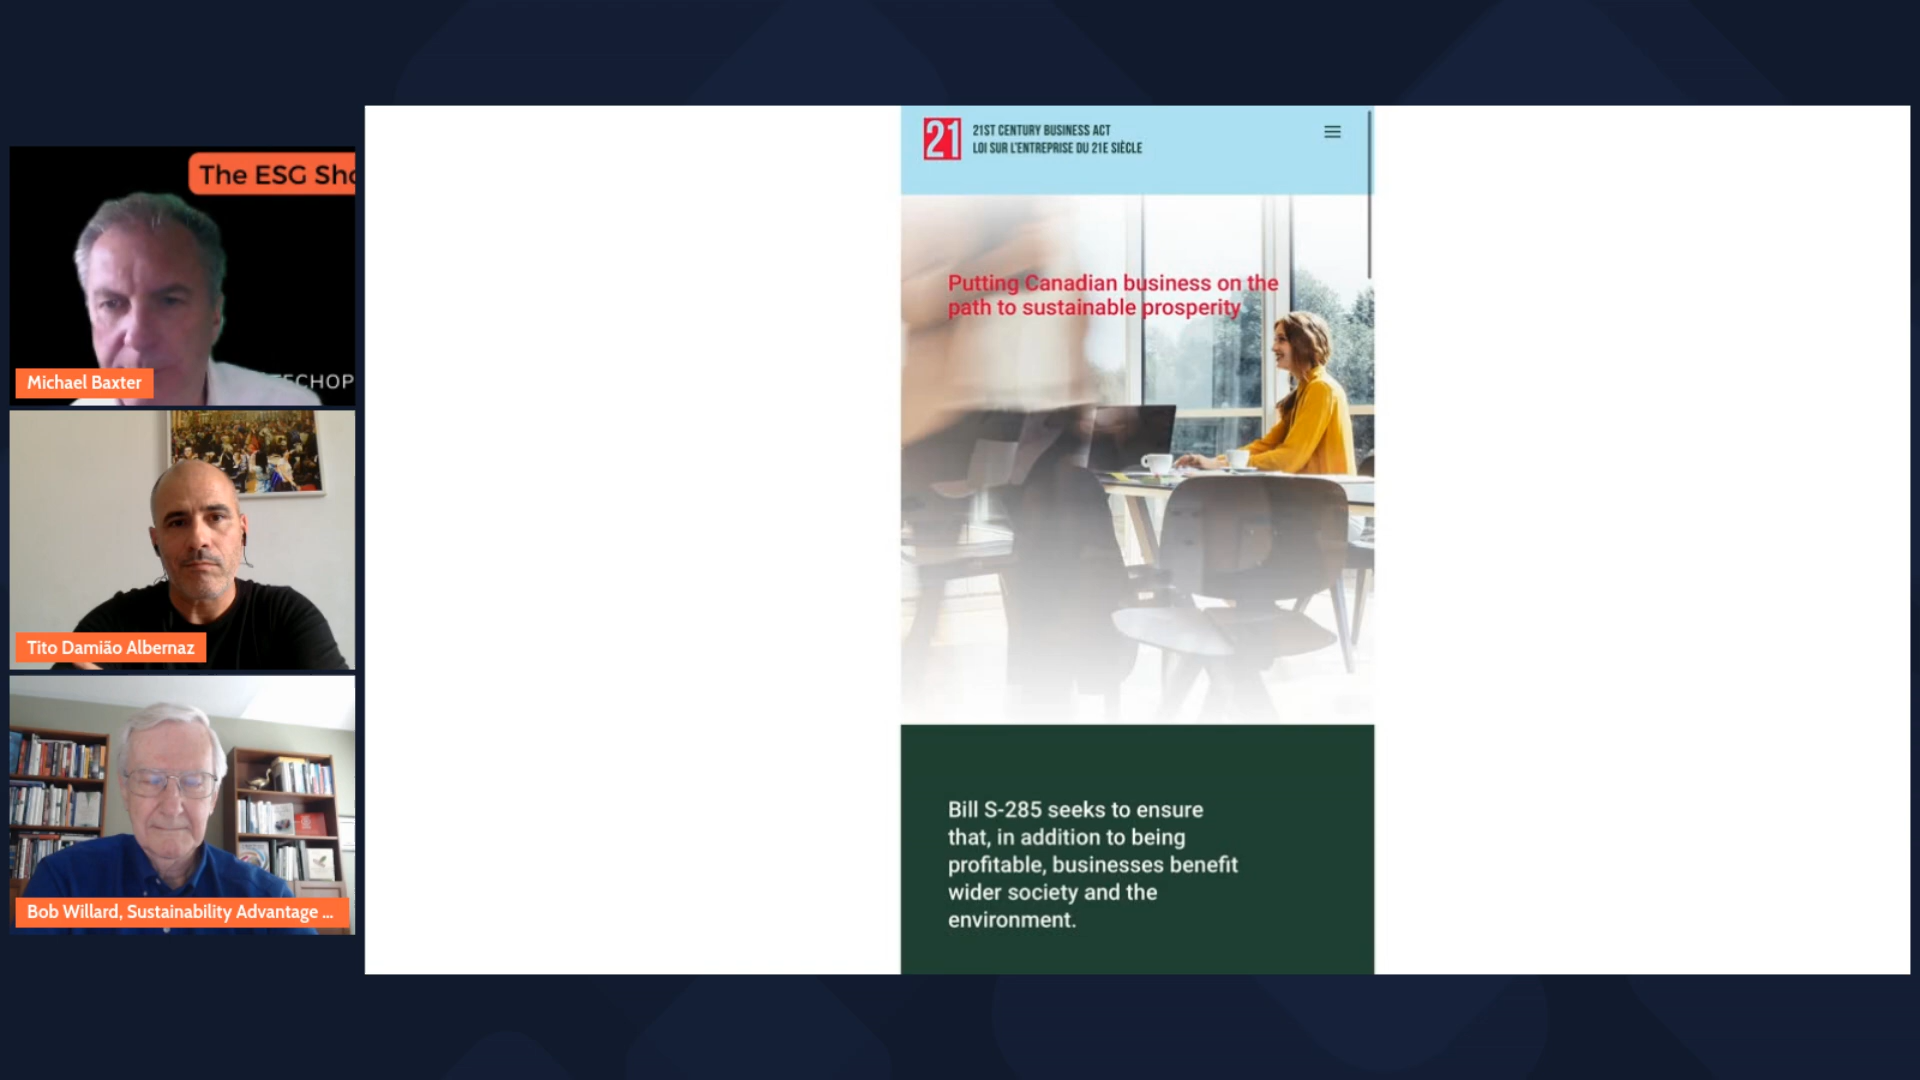 The ESG Sho
TECHOP
Michael Baxter
Tito Damião Albernaz
Bob Willard, Sustainability Advantage ...
21
21ST CENTURY BUSINESS ACT
LOI SUR L'ENTREPRISE DU 21E SIÈCLE
Putting Canadian business on the
path to sustainable prosperity
Bill S-285 seeks to ensure
that, in addition to being
profitable, businesses benefit
wider society and the
environment.